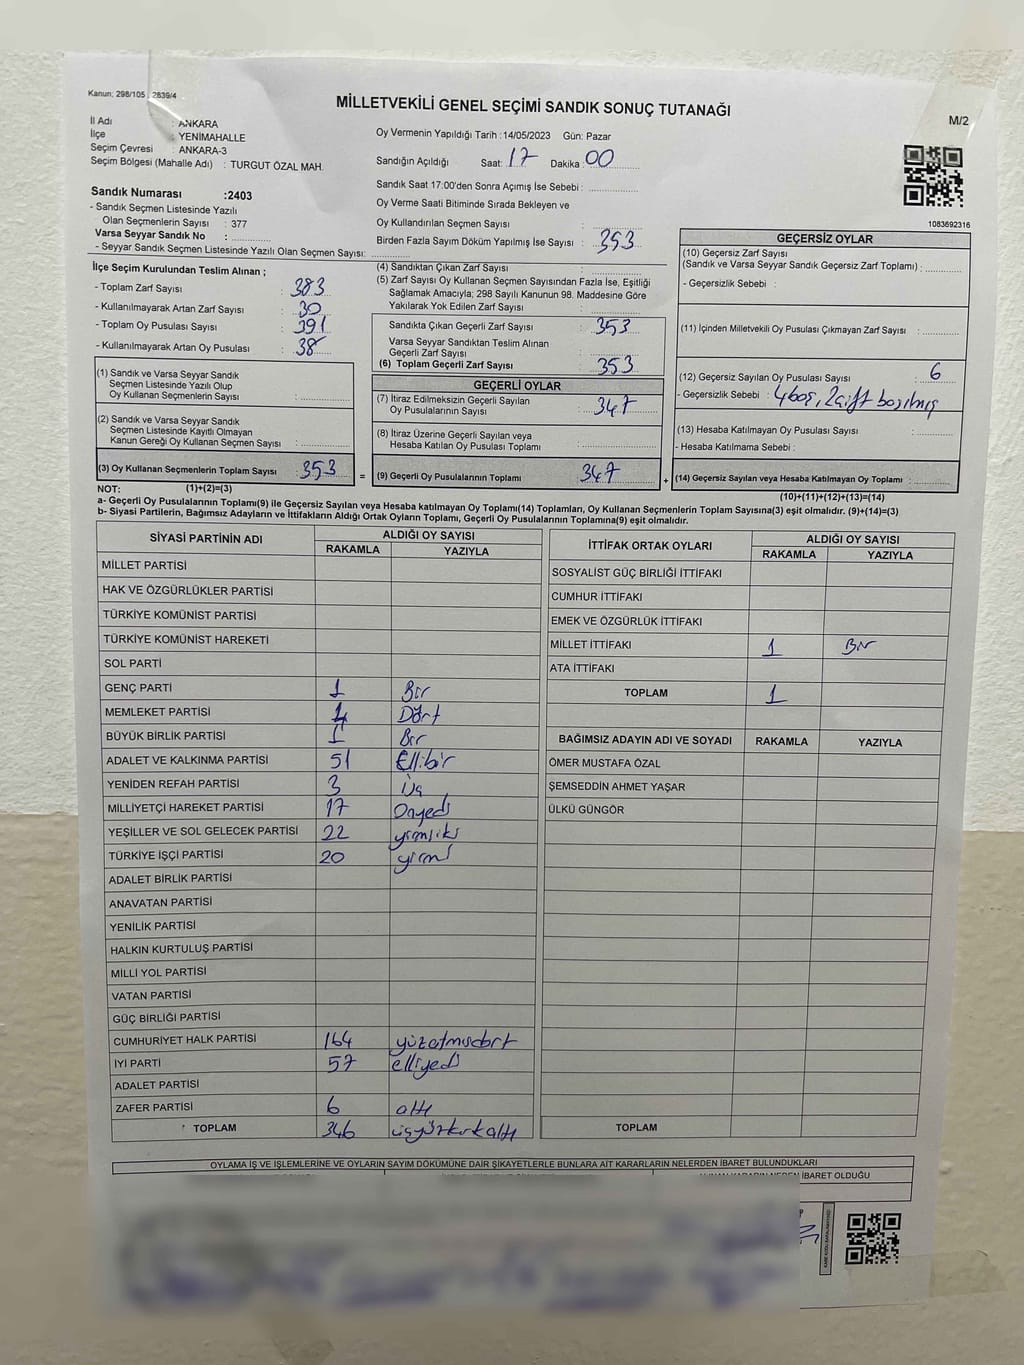 Kanun; 298/105, 2839/4
MİLLETVEKİLİ GENEL SEÇİMİ SANDIK SONUÇ TUTANAĞI
M/2
İl Adı : ANKARA
İlçe : YENİMAHALLE
Seçim Çevresi : ANKARA-3
Seçim Bölgesi (Mahalle Adı) : TURGUT ÖZAL MAH.
Sandık Numarası :2403
- Sandık Seçmen Listesinde Yazılı
Olan Seçmenlerin Sayısı : 377
Varsa Seyyar Sandık No :
- Seyyar Sandık Seçmen Listesinde Yazılı Olan Seçmen Sayısı:
Oy Vermenin Yapıldığı Tarih :14/05/2023 Gün: Pazar
Sandığın Açıldığı Saat: 17 Dakika : 00
Sandık Saat 17:00'den Sonra Açımış İse Sebebi :
Oy Verme Saati Bitiminde Sırada Bekleyen ve
Oy Kullandırılan Seçmen Sayısı :
Birden Fazla Sayım Döküm Yapılmış İse Sayısı : 353
1083692316
İlçe Seçim Kurulundan Teslim Alınan ;
- Toplam Zarf Sayısı : 383
- Kullanılmayarak Artan Zarf Sayısı : 30
- Toplam Oy Pusulası Sayısı : 391
- Kullanılmayarak Artan Oy Pusulası : 38
(1) Sandık ve Varsa Seyyar Sandık
Seçmen Listesinde Yazılı Olup
Oy Kullanan Seçmenlerin Sayısı :
(2) Sandık ve Varsa Seyyar Sandık
Seçmen Listesinde Kayıtlı Olmayan
Kanun Gereği Oy Kullanan Seçmen Sayısı :
(3) Oy Kullanan Seçmenlerin Toplam Sayısı : 353
(4) Sandıktan Çıkan Zarf Sayısı :
(5) Zarf Sayısı Oy Kullanan Seçmen Sayısından Fazla İse, Eşitliği
Sağlamak Amacıyla; 298 Sayılı Kanunun 98. Maddesine Göre
Yakılarak Yok Edilen Zarf Sayısı :
Sandıkta Çıkan Geçerli Zarf Sayısı : 353
Varsa Seyyar Sandıktan Teslim Alınan
Geçerli Zarf Sayısı :
(6) Toplam Geçerli Zarf Sayısı : 353
GEÇERLİ OYLAR
(7) İtiraz Edilmeksizin Geçerli Sayılan
Oy Pusulalarının Sayısı : 347
(8) İtiraz Üzerine Geçerli Sayılan veya
Hesaba Katılan Oy Pusulası Toplamı :
= (9) Geçerli Oy Pusulalarının Toplamı : 347
GEÇERSİZ OYLAR
(10) Geçersiz Zarf Sayısı
(Sandık ve Varsa Seyyar Sandık Geçersiz Zarf Toplamı) :
- Geçersizlik Sebebi :
(11) İçinden Milletvekili Oy Pusulası Çıkmayan Zarf Sayısı :
(12) Geçersiz Sayılan Oy Pusulası Sayısı : 6
- Geçersizlik Sebebi : 4 boş, 2 çift basılmış
(13) Hesaba Katılmayan Oy Pusulası Sayısı :
- Hesaba Katılmama Sebebi :
+ (14) Geçersiz Sayılan veya Hesaba Katılmayan Oy Toplamı :
NOT: (1)+(2)=(3)
(10)+(11)+(12)+(13)=(14)
a- Geçerli Oy Pusulalarının Toplamı(9) ile Geçersiz Sayılan veya Hesaba katılmayan Oy Toplamı(14) Toplamları, Oy Kullanan Seçmenlerin Toplam Sayısına(3) eşit olmalıdır. (9)+(14)=(3)
b- Siyasi Partilerin, Bağımsız Adayların ve İttifakların Aldığı Ortak Oyların Toplamı, Geçerli Oy Pusulalarının Toplamına(9) eşit olmalıdır.
SİYASİ PARTİNİN ADI ALDIĞI OY SAYISI
RAKAMLA YAZIYLA
MİLLET PARTİSİ
HAK VE ÖZGÜRLÜKLER PARTİSİ
TÜRKİYE KOMÜNİST PARTİSİ
TÜRKİYE KOMÜNİST HAREKETİ
SOL PARTİ
GENÇ PARTİ 1 Bir
MEMLEKET PARTİSİ 4 Dört
BÜYÜK BİRLİK PARTİSİ 1 Bir
ADALET VE KALKINMA PARTİSİ 51 Ellibir
YENİDEN REFAH PARTİSİ 3 Üç
MİLLİYETÇİ HAREKET PARTİSİ 17 Onyedi
YEŞİLLER VE SOL GELECEK PARTİSİ 22 yirmiiki
TÜRKİYE İŞÇİ PARTİSİ 20 yirmi
ADALET BİRLİK PARTİSİ
ANAVATAN PARTİSİ
YENİLİK PARTİSİ
HALKIN KURTULUŞ PARTİSİ
MİLLİ YOL PARTİSİ
VATAN PARTİSİ
GÜÇ BİRLİĞİ PARTİSİ
CUMHURİYET HALK PARTİSİ 164 yüzatmışdört
İYİ PARTİ 57 elliyedi
ADALET PARTİSİ
ZAFER PARTİSİ 6 altı
TOPLAM 346 üçyüzkırkaltı
İTTİFAK ORTAK OYLARI ALDIĞI OY SAYISI
RAKAMLA YAZIYLA
SOSYALİST GÜÇ BİRLİĞİ İTTİFAKI
CUMHUR İTTİFAKI
EMEK VE ÖZGÜRLÜK İTTİFAKI
MİLLET İTTİFAKI 1 Bir
ATA İTTİFAKI
TOPLAM 1
BAĞIMSIZ ADAYIN ADI VE SOYADI RAKAMLA YAZIYLA
ÖMER MUSTAFA ÖZAL
ŞEMSEDDİN AHMET YAŞAR
ÜLKÜ GÜNGÖR
TOPLAM
OYLAMA İŞ VE İŞLEMLERİNE VE OYLARIN SAYIM DÖKÜMÜNE DAİR ŞİKAYETLERLE BUNLARA AİT KARARLARIN NELERDEN İBARET BULUNDUKLARI
İBARET OLDUĞU